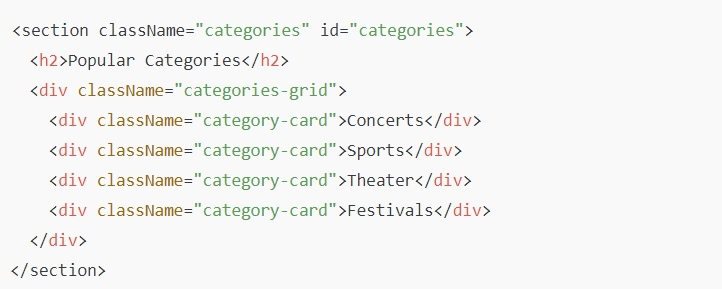 <section className="categories" id="categories">
<h2>Popular Categories</h2>
<div className="categories-grid">
<div className="category-card">Concerts</div>
<div className="category-card">Sports</div>
<div className="category-card">Theater</div>
<div className="category-card">Festivals</div>
</div>
</section>